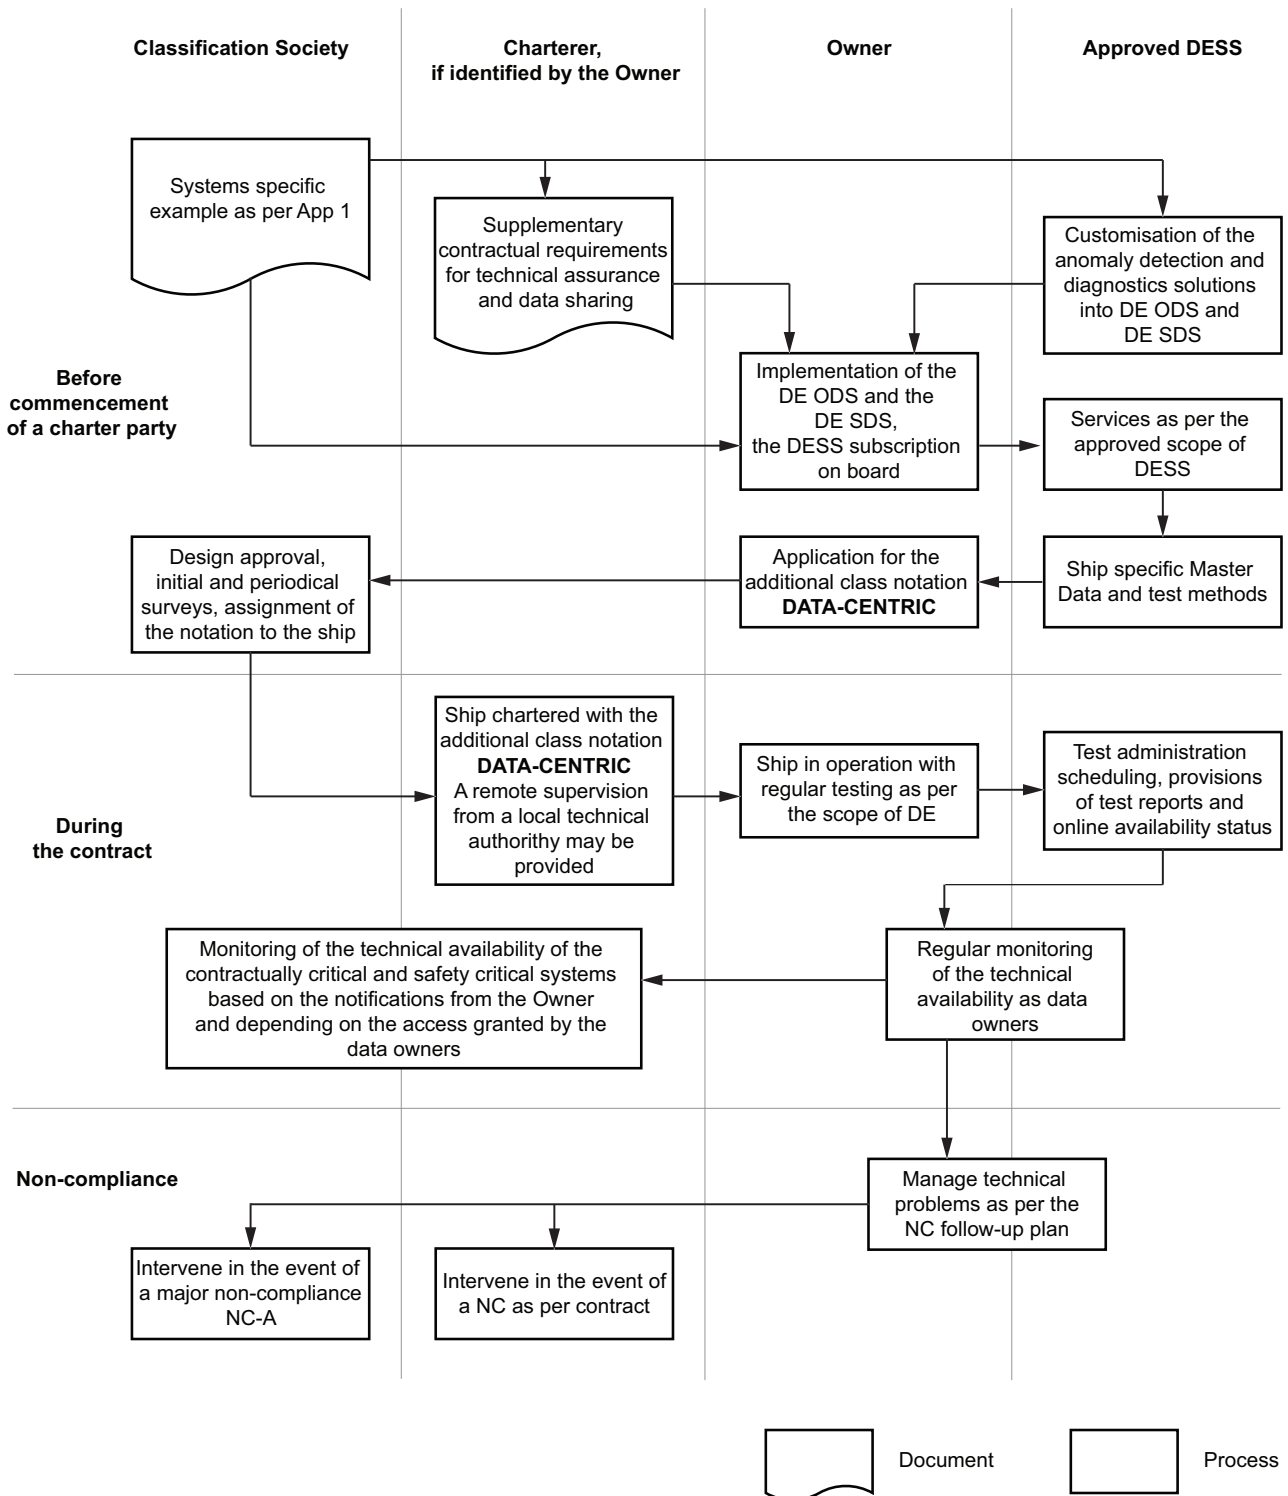 Classification Society
Charterer,
if identified by the Owner
Owner
Approved DESS
Before
commencement
of a charter party
Systems specific
example as per App 1
Supplementary
contractual requirements
for technical assurance
and data sharing
Customisation of the
anomaly detection and
diagnostics solutions
into DE ODS and
DE SDS
Implementation of the
DE ODS and the
DE SDS,
the DESS subscription
on board
Services as per the
approved scope of
DESS
Design approval,
initial and periodical
surveys, assignment of
the notation to the ship
Application for the
additional class notation
DATA-CENTRIC
Ship specific Master
Data and test methods
During
the contract
Ship chartered with the
additional class notation
DATA-CENTRIC
A remote supervision
from a local technical
authorithy may be
provided
Ship in operation with
regular testing as per
the scope of DE
Test administration
scheduling, provisions
of test reports and
online availability status
Monitoring of the technical availability of the
contractually critical and safety critical systems
based on the notifications from the Owner
and depending on the access granted by the
data owners
Regular monitoring
of the technical
availability as data
owners
Non-compliance
Manage technical
problems as per the
NC follow-up plan
Intervene in the event of
a major non-compliance
NC-A
Intervene in the event of
a NC as per contract
Document
Process